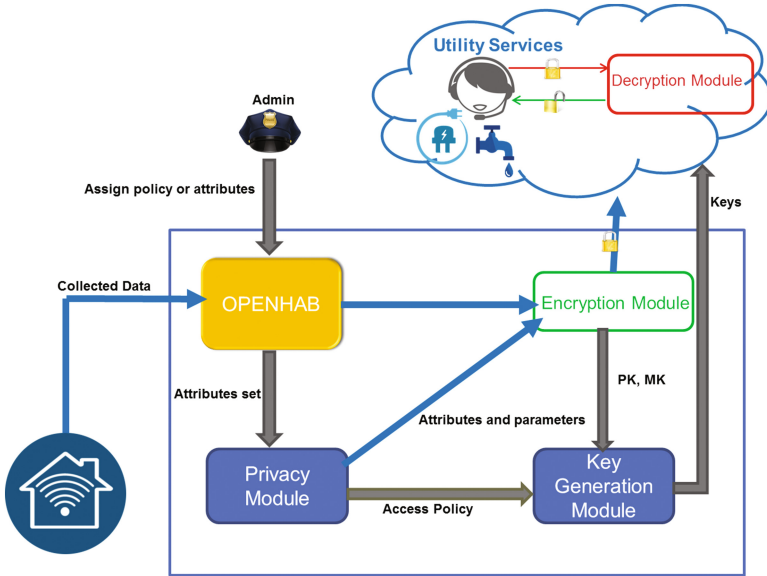 Utility Services
Decryption Module
Admin
Assign policy or attributes
Keys
Collected Data
OPENHAB
Encryption Module
Attributes set
PK, MK
Attributes and parameters
Privacy
Module
Key
Generation
Module
Access Policy